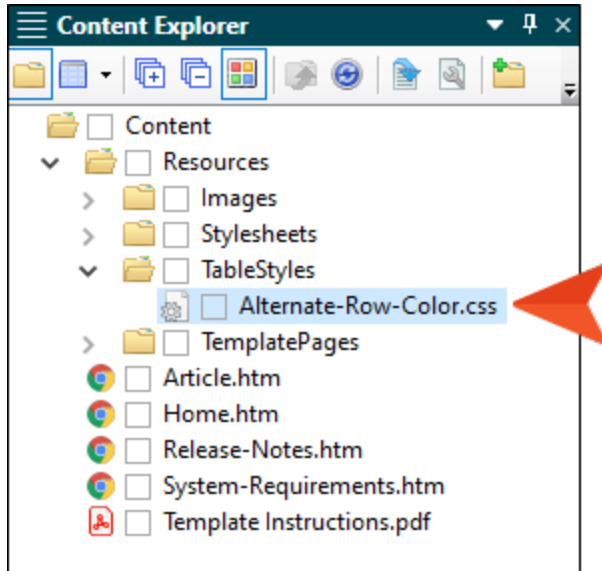 Content Explorer
Content
Resources
Images
Stylesheets
TableStyles
Alternate-Row-Color.css
TemplatePages
Article.htm
Home.htm
Release-Notes.htm
System-Requirements.htm
Template Instructions.pdf